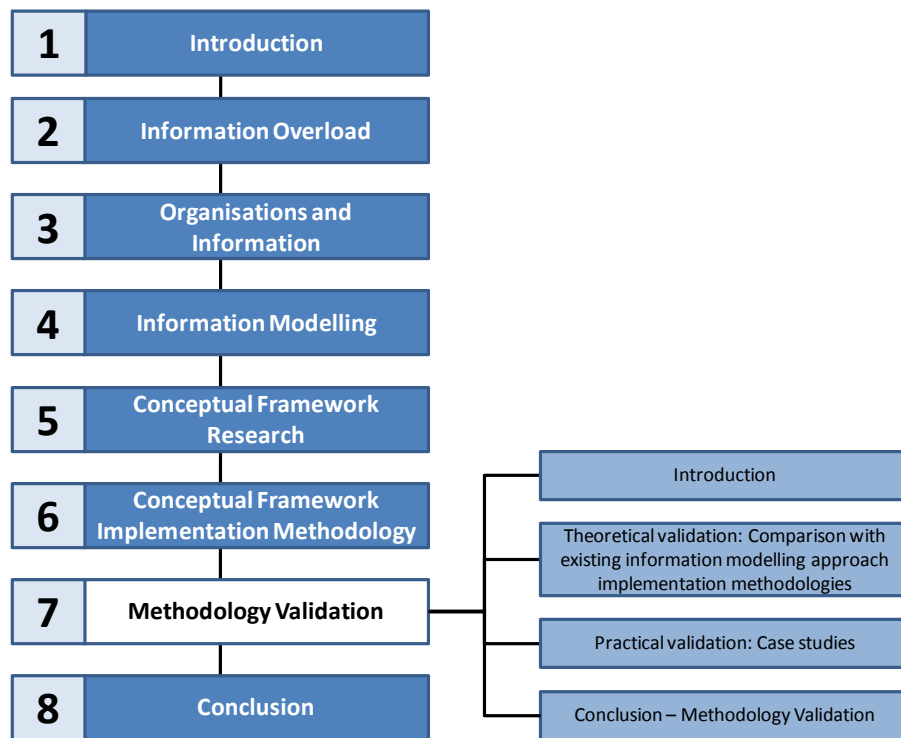 1
Introduction
2
Information Overload
3
Organisations and
Information
4
Information Modelling
5
Conceptual Framework
Research
6
Conceptual Framework
Implementation Methodology
7
Methodology Validation
8
Conclusion
Introduction
Theoretical validation: Comparison with
existing information modelling approach
implementation methodologies
Practical validation: Case studies
Conclusion – Methodology Validation